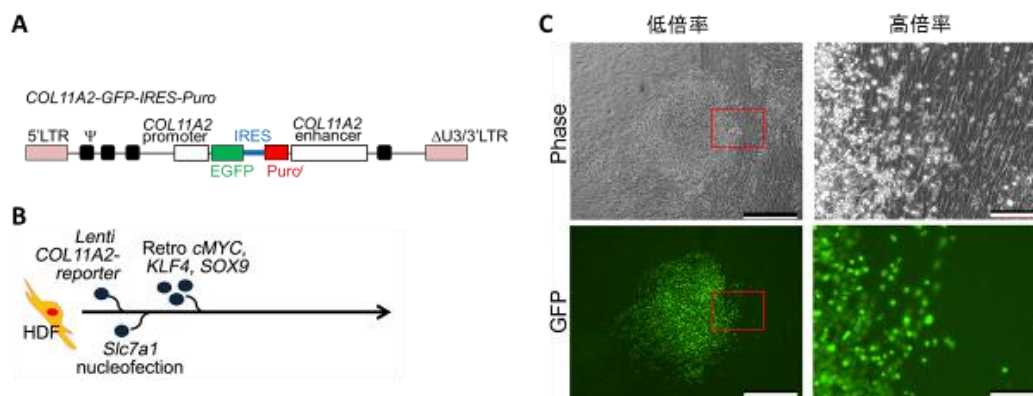 A
COL11A2-GFP-IRES-Puro
5'LTR
Ψ
COL11A2
promoter
IRES
COL11A2
enhancer
ΔU3/3'LTR
EGFP
Puroʳ
B
Lenti
COL11A2-
reporter
Retro cMYC,
KLF4, SOX9
HDF
Slc7a1
nucleofection
C
低倍率
高倍率
Phase
GFP